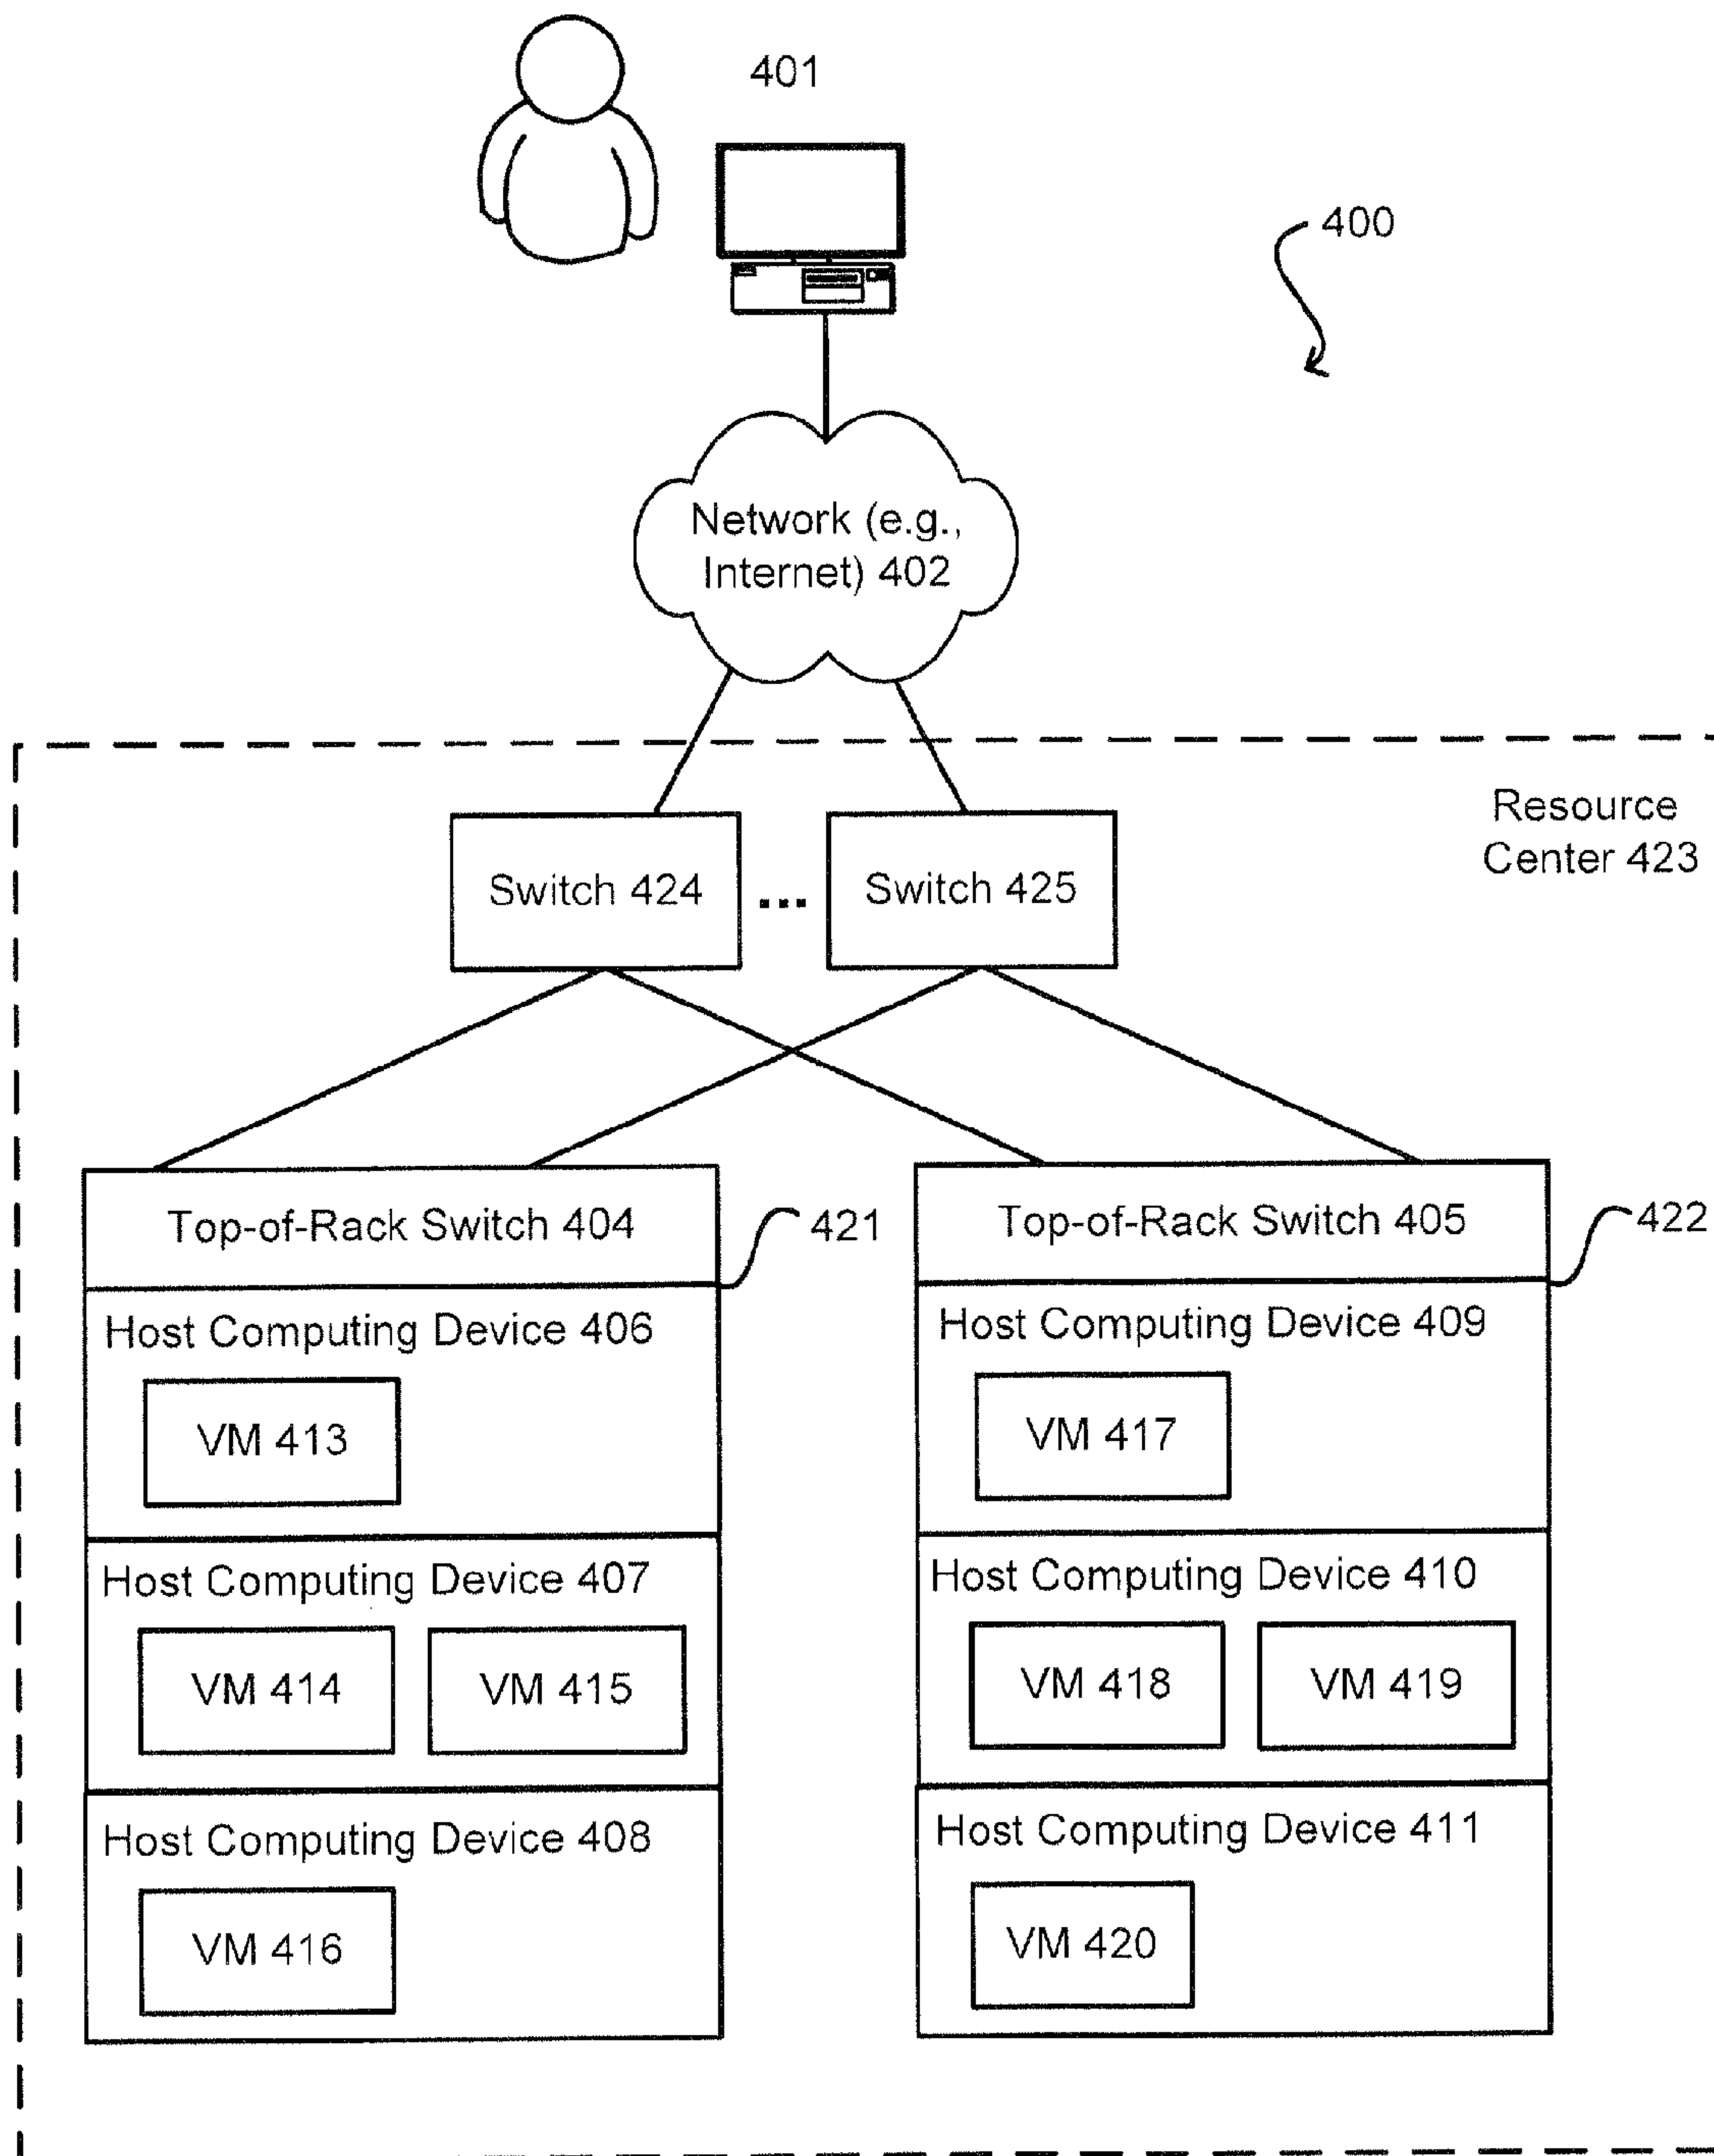 401
400
Network (e.g.,
Internet) 402
Resource
Center 423
Switch 424
...
Switch 425
Top-of-Rack Switch 404
421
Top-of-Rack Switch 405
422
Host Computing Device 406
VM 413
Host Computing Device 409
VM 417
Host Computing Device 407
VM 414
VM 415
Host Computing Device 410
VM 418
VM 419
Host Computing Device 408
VM 416
Host Computing Device 411
VM 420